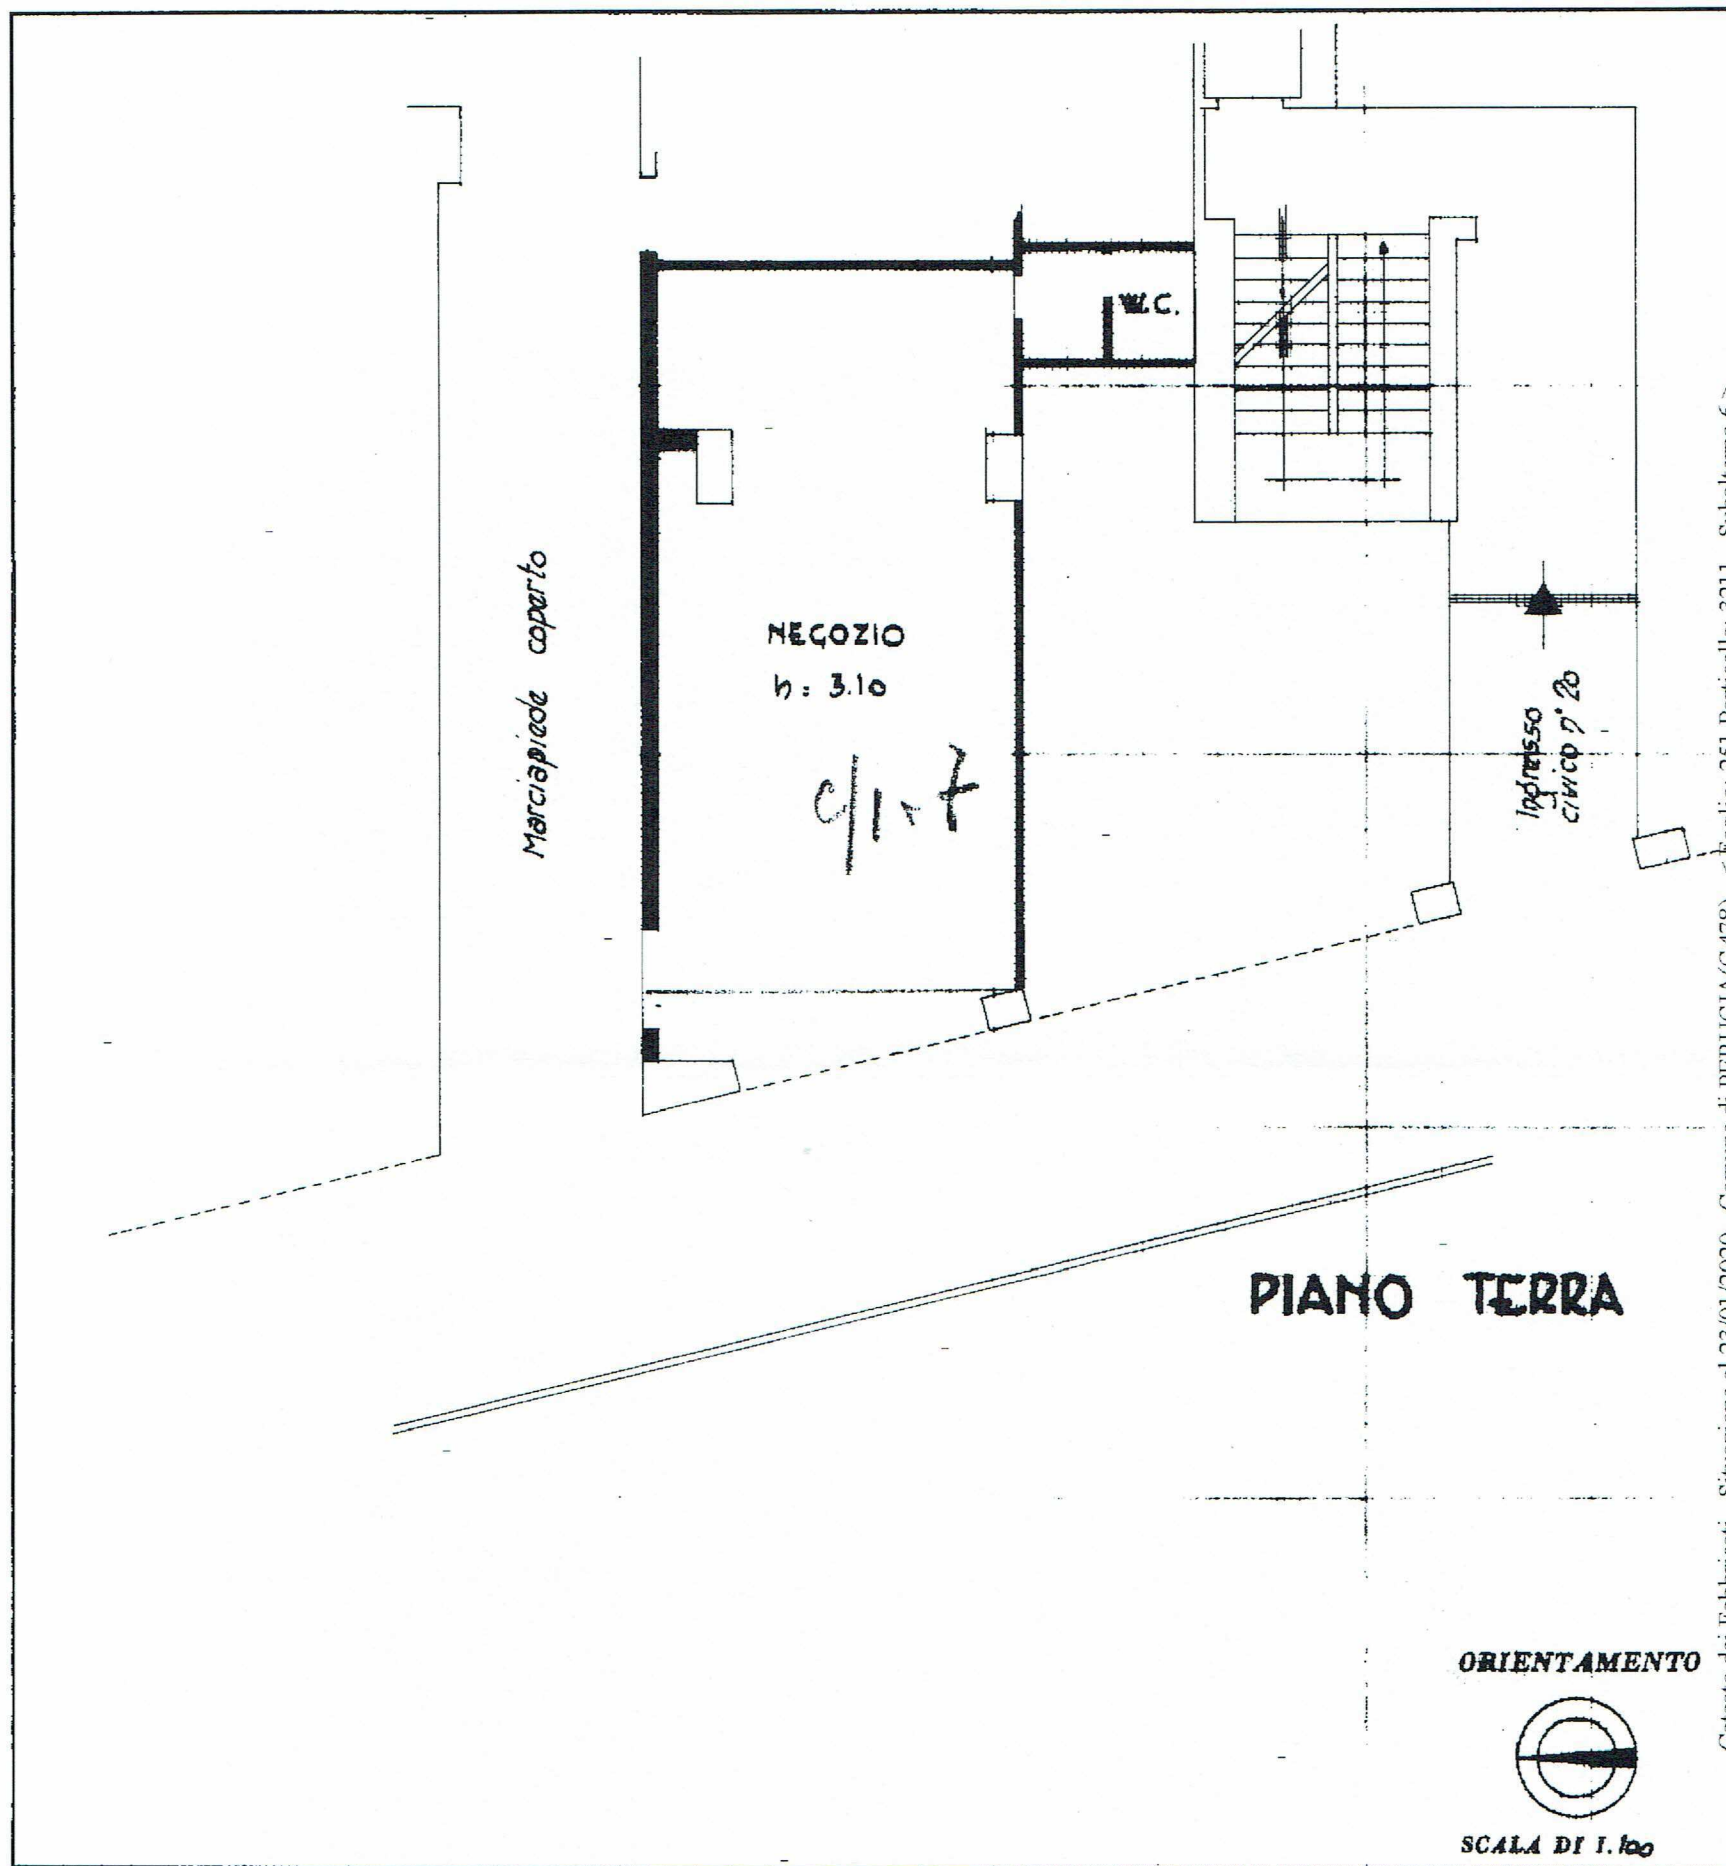 W.C.
Marciapiede coperto
NEGOZIO
h: 3.10
c/1
7
Ingresso
civico n° 20
PIANO TERRA
ORIENTAMENTO
SCALA DI 1.100